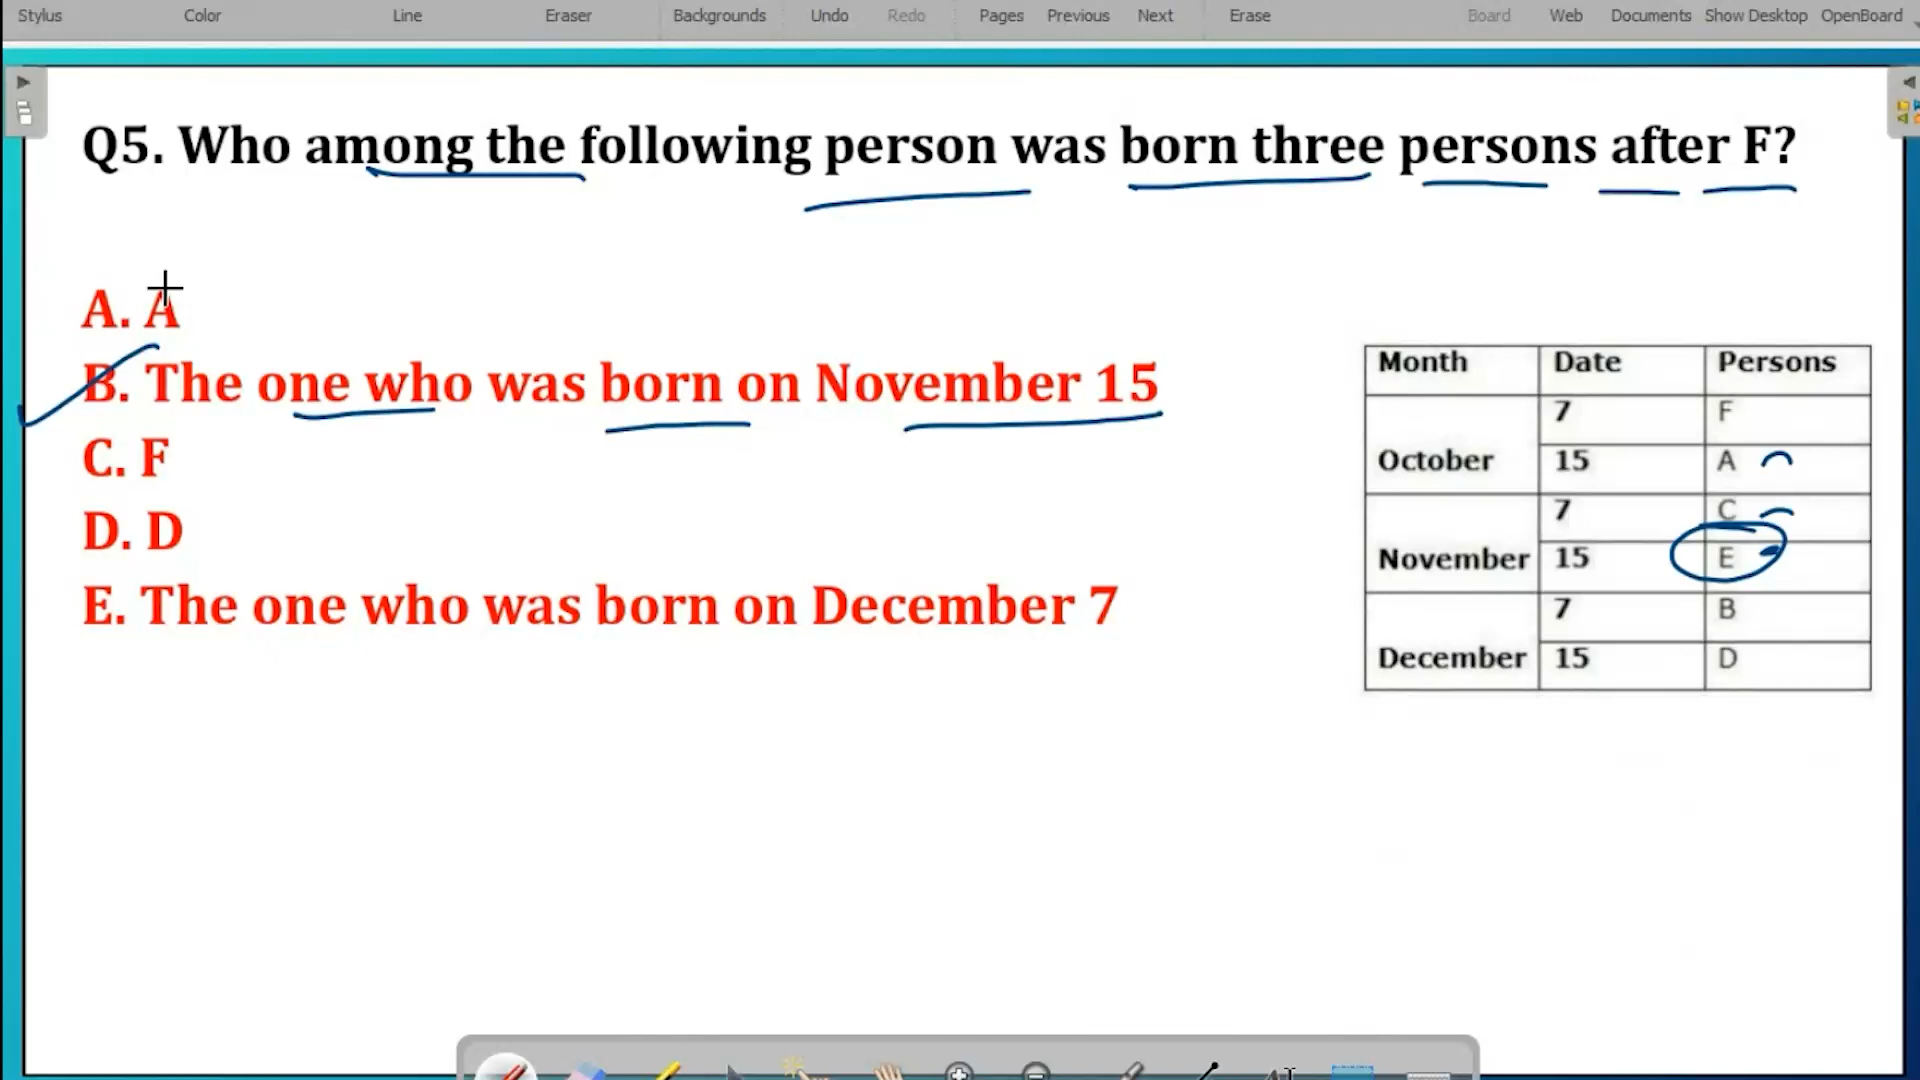 Stylus Color Line Eraser Backgrounds Undo Redo Pages Previous Next Erase Board Web Documents Show Desktop OpenBoard
Q5. Who among the following person was born three persons after F?
A. A
B. The one who was born on November 15
C. F
D. D
E. The one who was born on December 7
Month Date Persons
7 F
October 15 A
7 C
November 15 E
7 B
December 15 D